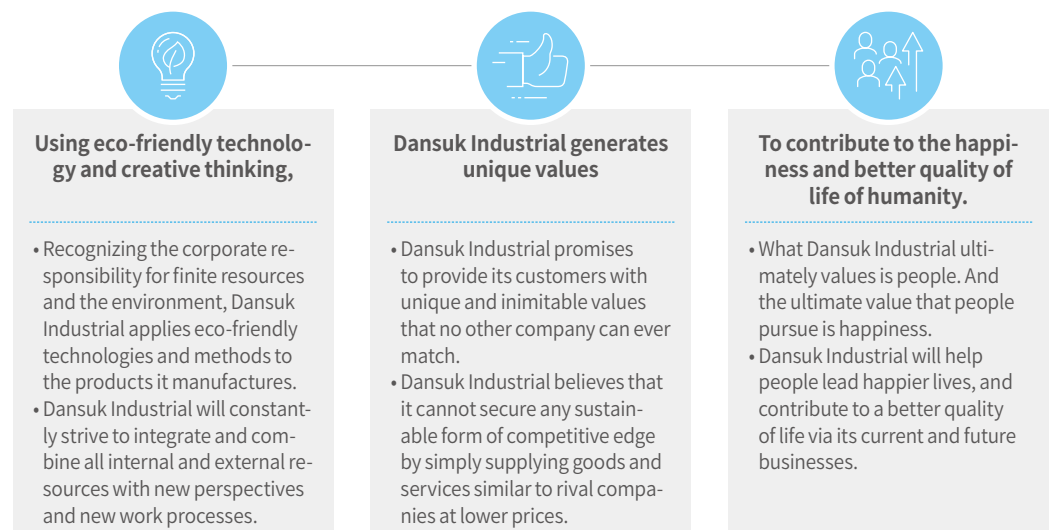 Using eco-friendly technolo-
gy and creative thinking,
• Recognizing the corporate re-
sponsibility for finite resources
and the environment, Dansuk
Industrial applies eco-friendly
technologies and methods to
the products it manufactures.
• Dansuk Industrial will constant-
ly strive to integrate and com-
bine all internal and external re-
sources with new perspectives
and new work processes.
Dansuk Industrial generates
unique values
• Dansuk Industrial promises
to provide its customers with
unique and inimitable values
that no other company can ever
match.
• Dansuk Industrial believes that
it cannot secure any sustain-
able form of competitive edge
by simply supplying goods and
services similar to rival compa-
nies at lower prices.
To contribute to the happi-
ness and better quality of
life of humanity.
• What Dansuk Industrial ulti-
mately values is people. And
the ultimate value that people
pursue is happiness.
• Dansuk Industrial will help
people lead happier lives, and
contribute to a better quality
of life via its current and future
businesses.